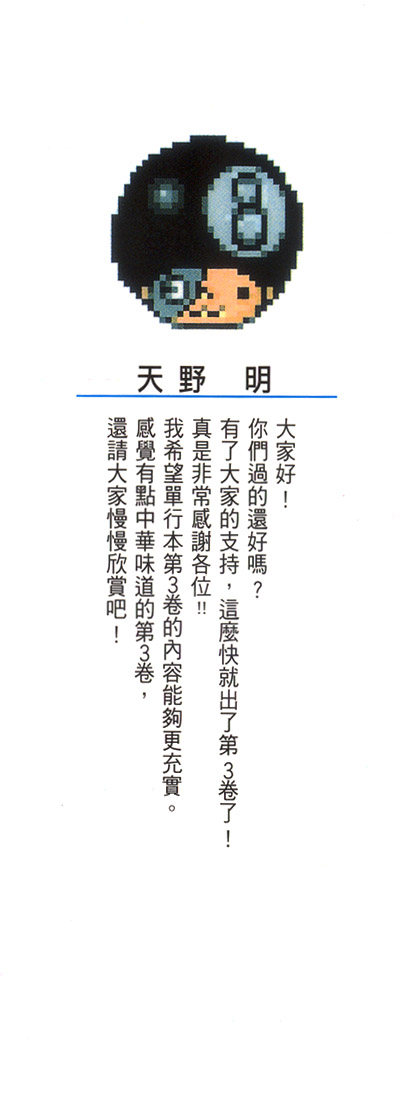 天野 明
大家好！
你們過的還好嗎？
有了大家的支持，這麼快就出了第3卷了！
真是非常感謝各位!!
我希望單行本第3卷的內容能夠更充實。
感覺有點中華味道的第3卷，
還請大家慢慢欣賞吧！